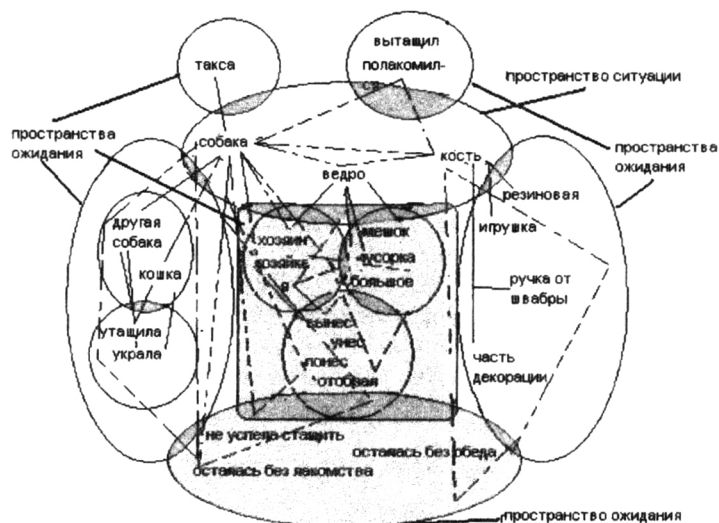 вытащил
такса
полакомил-
ся
пространство ситуации
пространства
ожидания
собака
кость
пространства
ожидания
ведро
резиновая
другая
собака
хозяин
мешок
игрушка
хозяйка
мусорка
кошка
я
большое
ручка от
швабры
утащила
украла
вынес
унес
понес
отобрал
часть
декорации
не успела стащить
осталась без обеда
осталась без лакомства
пространство ожидания